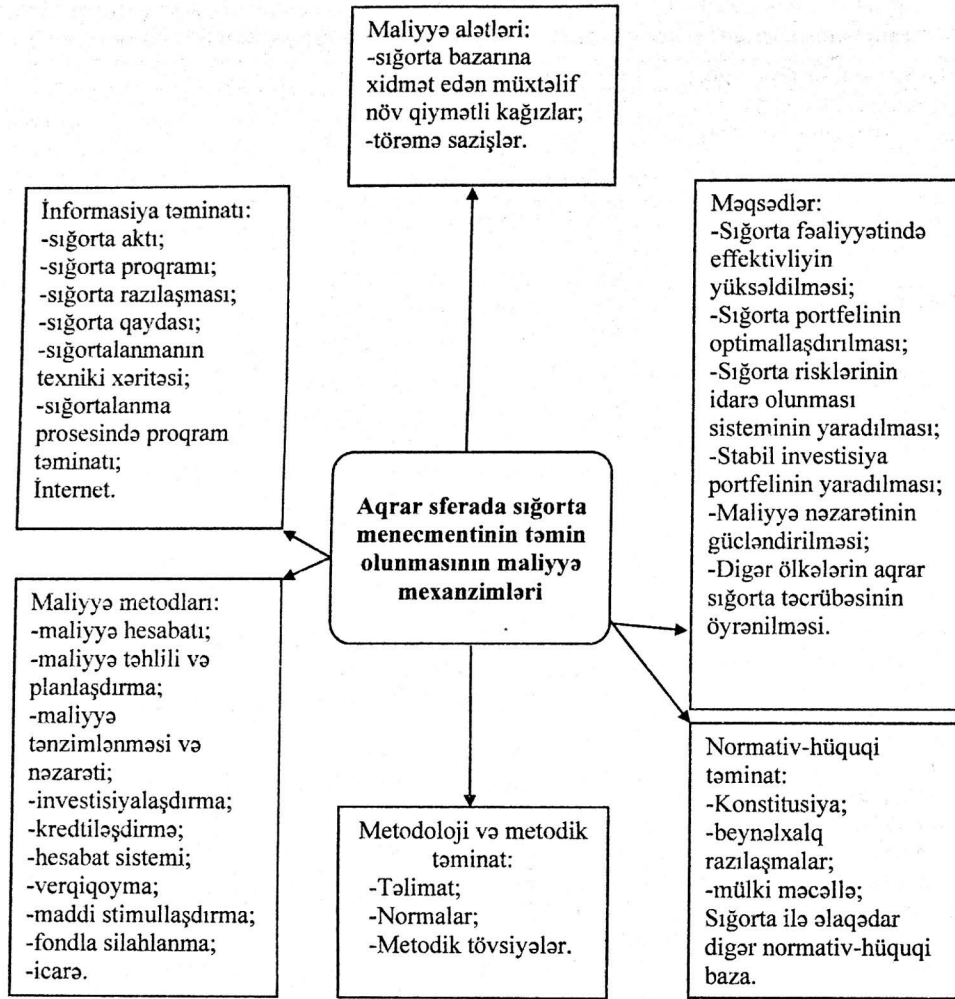 Maliyyə alətləri:
-sığorta bazarına
xidmət edən müxtəlif
növ qiymətli kağızlar;
-törəmə sazişlər.
İnformasiya təminatı:
-sığorta aktı;
-sığorta proqramı;
-sığorta razılaşması;
-sığorta qaydası;
-sığortalanmanın
texniki xəritəsi;
-sığortalanma
prosesində proqram
təminatı;
İnternet.
Məqsədlər:
-Sığorta fəaliyyətində
effektivliyin
yüksəldilməsi;
-Sığorta portfelinin
optimallaşdırılması;
-Sığorta risklərinin
idarə olunması
sisteminin yaradılması;
-Stabil investisiya
portfelinin yaradılması;
-Maliyyə nəzarətinin
gücləndirilməsi;
-Digər ölkələrin aqrar
sığorta təcrübəsinin
öyrənilməsi.
Aqrar sferada sığorta
menecmentinin təmin
olunmasının maliyyə
mexanzimləri
Maliyyə metodları:
-maliyyə hesabatı;
-maliyyə təhlili və
planlaşdırma;
-maliyyə
tənzimlənməsi və
nəzarəti;
-investisiyalaşdırma;
-kredtiləşdirmə;
-hesabat sistemi;
-verqiqoyma;
-maddi stimullaşdırma;
-fondla silahlanma;
-icarə.
Metodoloji və metodik
təminat:
-Təlimat;
-Normalar;
-Metodik tövsiyələr.
Normativ-hüquqi
təminat:
-Konstitusiya;
-beynəlxalq
razılaşmalar;
-mülki məcəllə;
Sığorta ilə əlaqədar
digər normativ-hüquqi
baza.